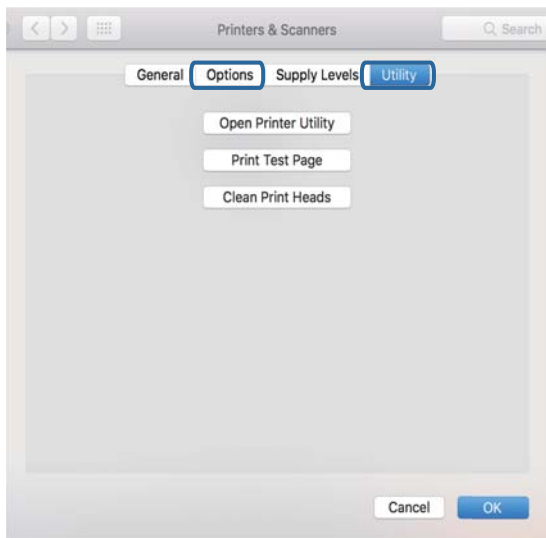 Printers & Scanners
Search
General Options Supply Levels Utility
Open Printer Utility
Print Test Page
Clean Print Heads
Cancel OK